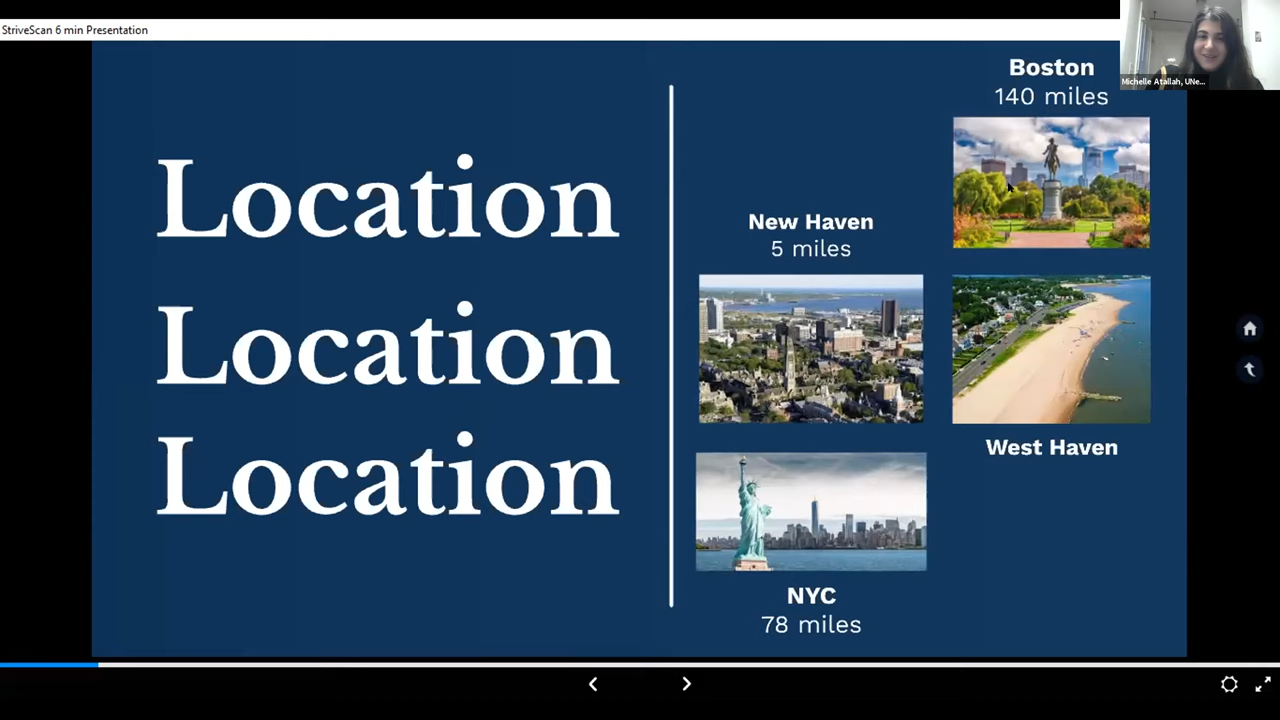 StriveScan 6 min Presentation
Michelle Atallah, UNe...
Location
Location
Location
Boston
140 miles
New Haven
5 miles
West Haven
NYC
78 miles